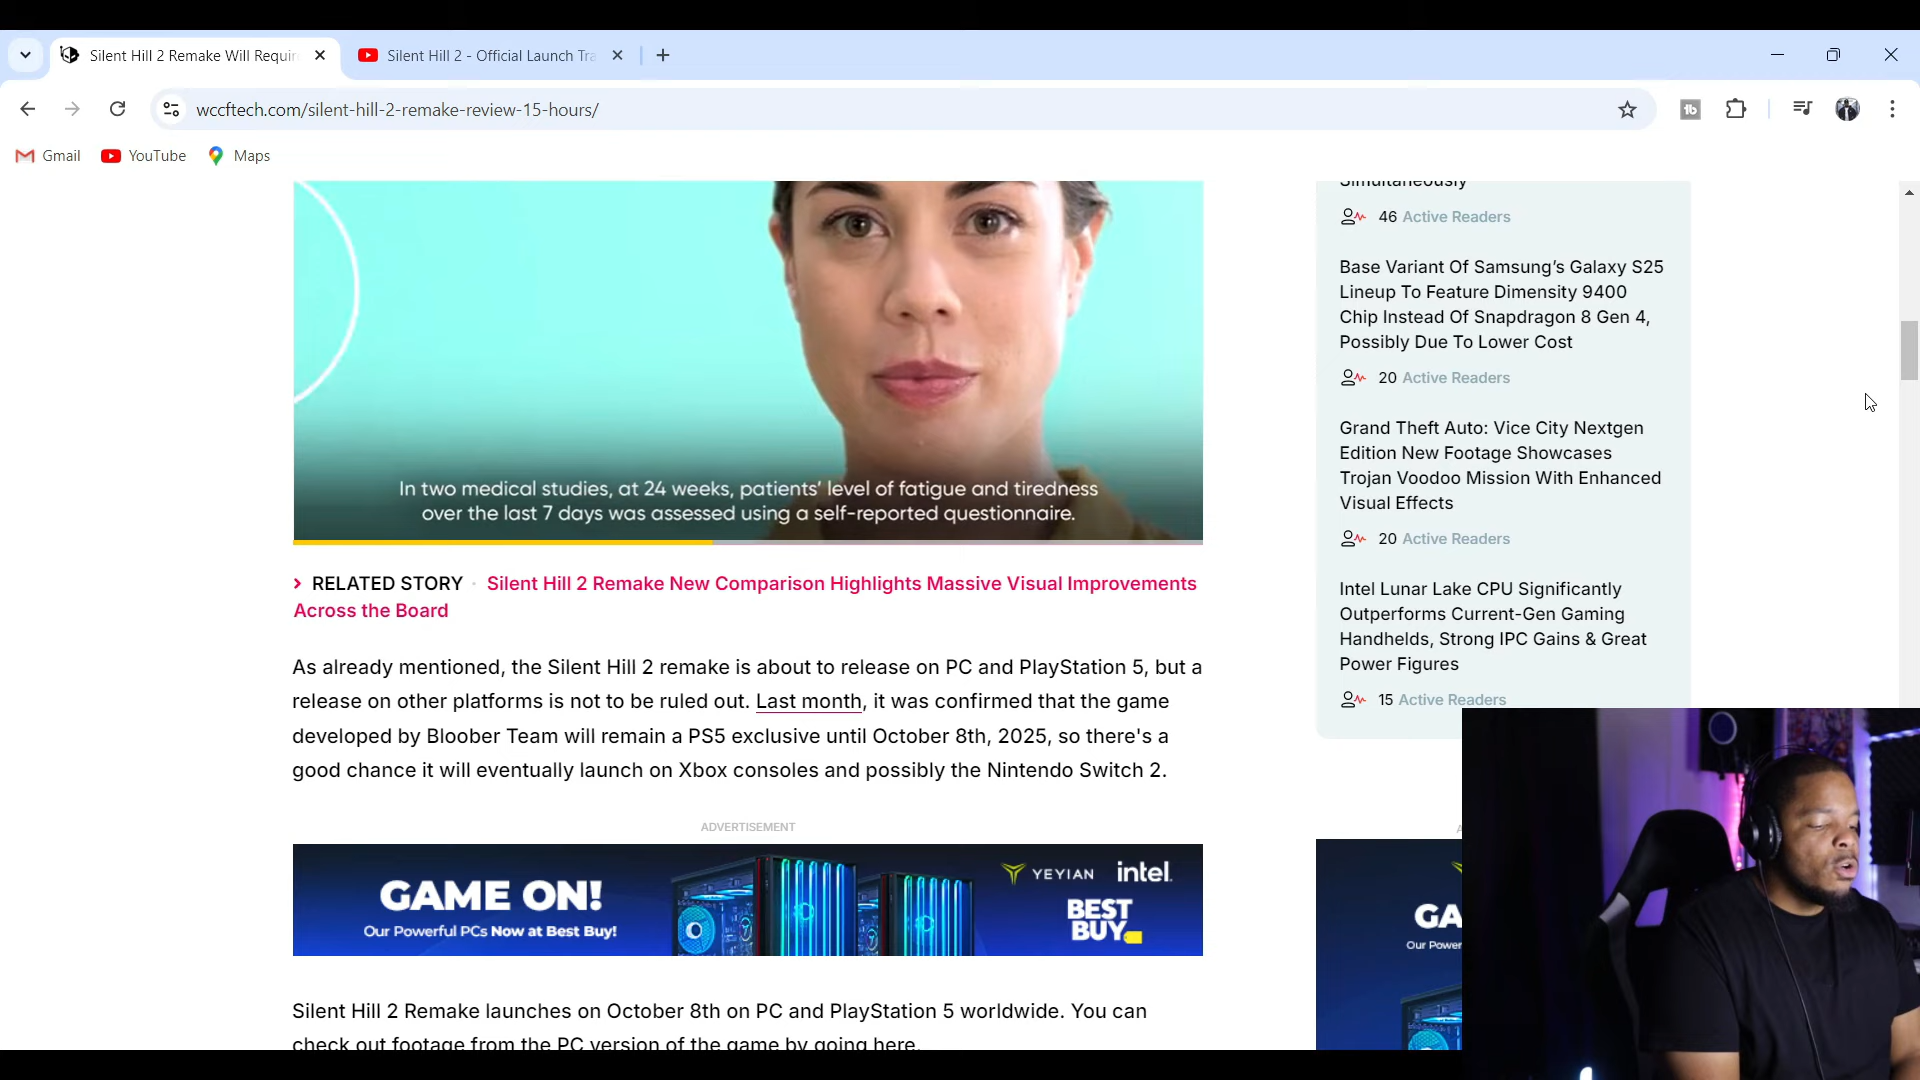 Silent Hill 2 Remake Will Requir
Silent Hill 2 - Official Launch Tra
wccftech.com/silent-hill-2-remake-review-15-hours/
Gmail
YouTube
Maps
In two medical studies, at 24 weeks, patients' level of fatigue and tiredness
over the last 7 days was assessed using a self-reported questionnaire.
RELATED STORY · Silent Hill 2 Remake New Comparison Highlights Massive Visual Improvements
Across the Board
As already mentioned, the Silent Hill 2 remake is about to release on PC and PlayStation 5, but a
release on other platforms is not to be ruled out. Last month, it was confirmed that the game
developed by Bloober Team will remain a PS5 exclusive until October 8th, 2025, so there's a
good chance it will eventually launch on Xbox consoles and possibly the Nintendo Switch 2.
ADVERTISEMENT
GAME ON!
Our Powerful PCs Now at Best Buy!
YEYIAN
intel.
BEST
BUY
Silent Hill 2 Remake launches on October 8th on PC and PlayStation 5 worldwide. You can
check out footage from the PC version of the game by going here.
Simultaneously
46 Active Readers
Base Variant Of Samsung's Galaxy S25
Lineup To Feature Dimensity 9400
Chip Instead Of Snapdragon 8 Gen 4,
Possibly Due To Lower Cost
20 Active Readers
Grand Theft Auto: Vice City Nextgen
Edition New Footage Showcases
Trojan Voodoo Mission With Enhanced
Visual Effects
20 Active Readers
Intel Lunar Lake CPU Significantly
Outperforms Current-Gen Gaming
Handhelds, Strong IPC Gains & Great
Power Figures
15 Active Readers
GA
Our Power